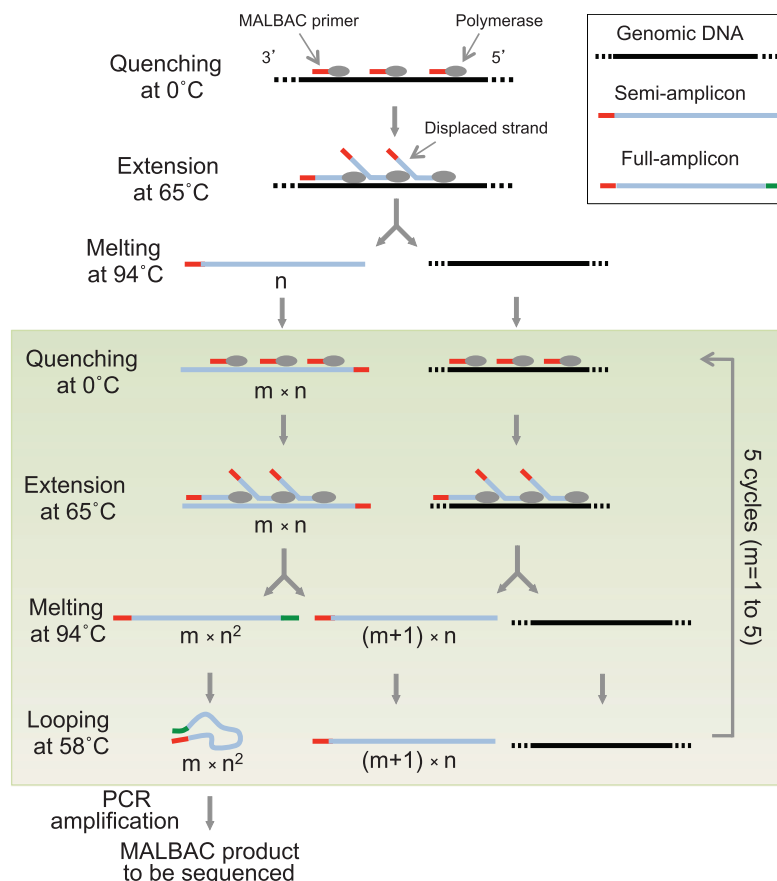 MALBAC primer
Polymerase
3’
5’
Quenching
at 0˚C
Genomic DNA
Semi-amplicon
Full-amplicon
Displaced strand
Extension
at 65˚C
Melting
at 94˚C
n
Quenching
at 0˚C
m × n
Extension
at 65˚C
m × n
5 cycles (m=1 to 5)
Melting
at 94˚C
m × n²
(m+1) × n
Looping
at 58˚C
m × n²
(m+1) × n
PCR
amplification
MALBAC product
to be sequenced